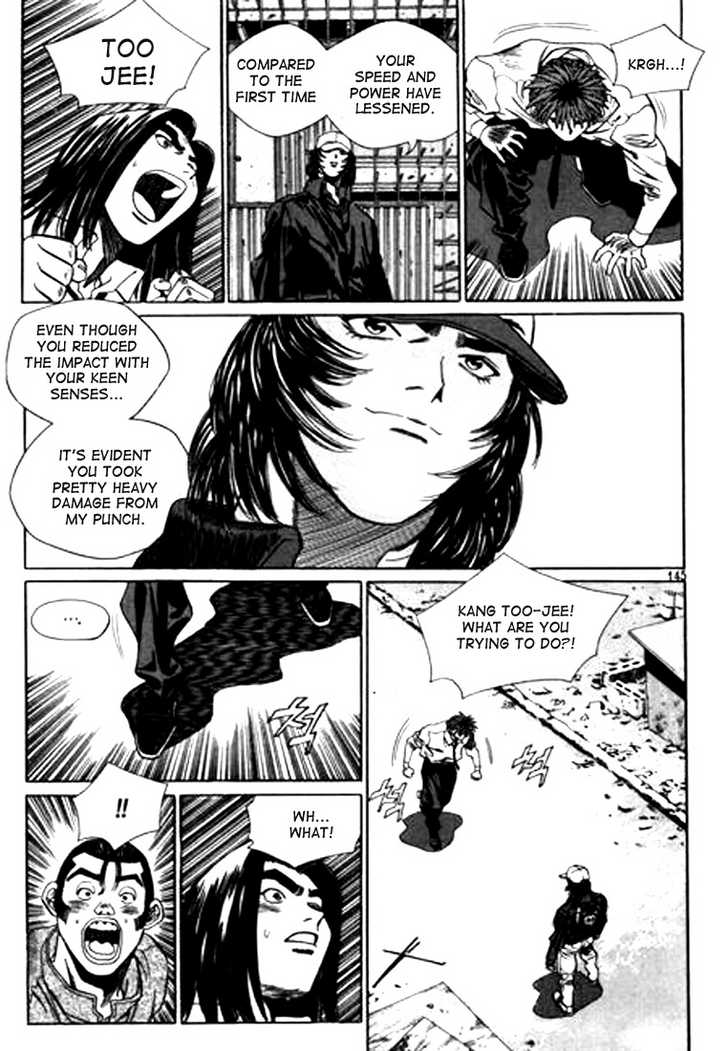 TOO
JEE!
COMPARED
TO THE
FIRST TIME
YOUR
SPEED AND
POWER HAVE
LESSENED.
KRGH...!
EVEN THOUGH
YOU REDUCED
THE IMPACT WITH
YOUR KEEN
SENSES...
IT'S EVIDENT
YOU TOOK
PRETTY HEAVY
DAMAGE FROM
MY PUNCH.
145
...
KANG TOO-JEE!
WHAT ARE YOU
TRYING TO DO?!
!!
WH...
WHAT!